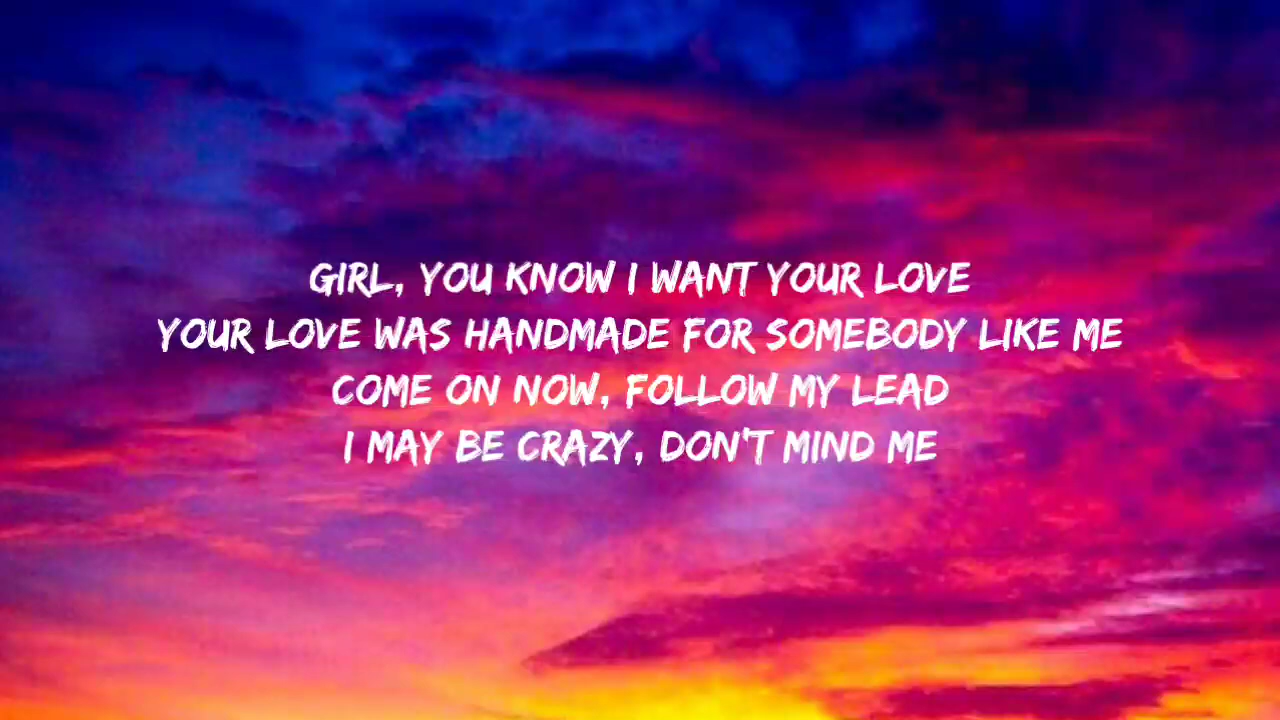 GIRL, YOU KNOW I WANT YOUR LOVE
YOUR LOVE WAS HANDMADE FOR SOMEBODY LIKE ME
COME ON NOW, FOLLOW MY LEAD
I MAY BE CRAZY, DON'T MIND ME